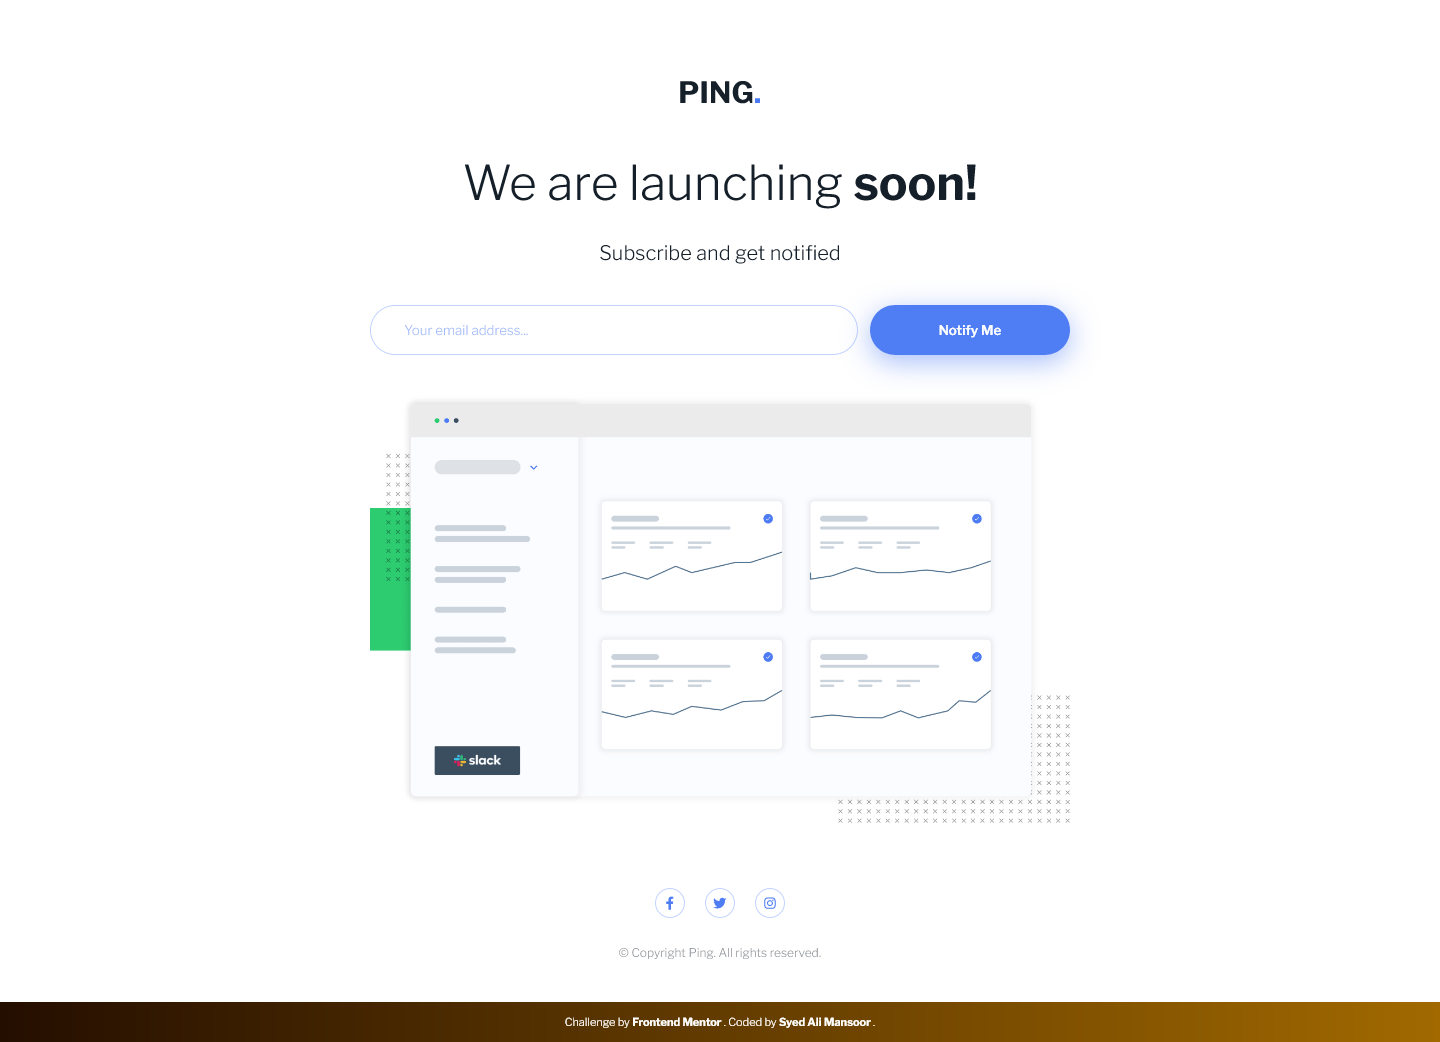 PING.
We are launching soon!
Subscribe and get notified
Your email address...
Notify Me
slack
© Copyright Ping. All rights reserved.
Challenge by Frontend Mentor . Coded by Syed Ali Mansoor .